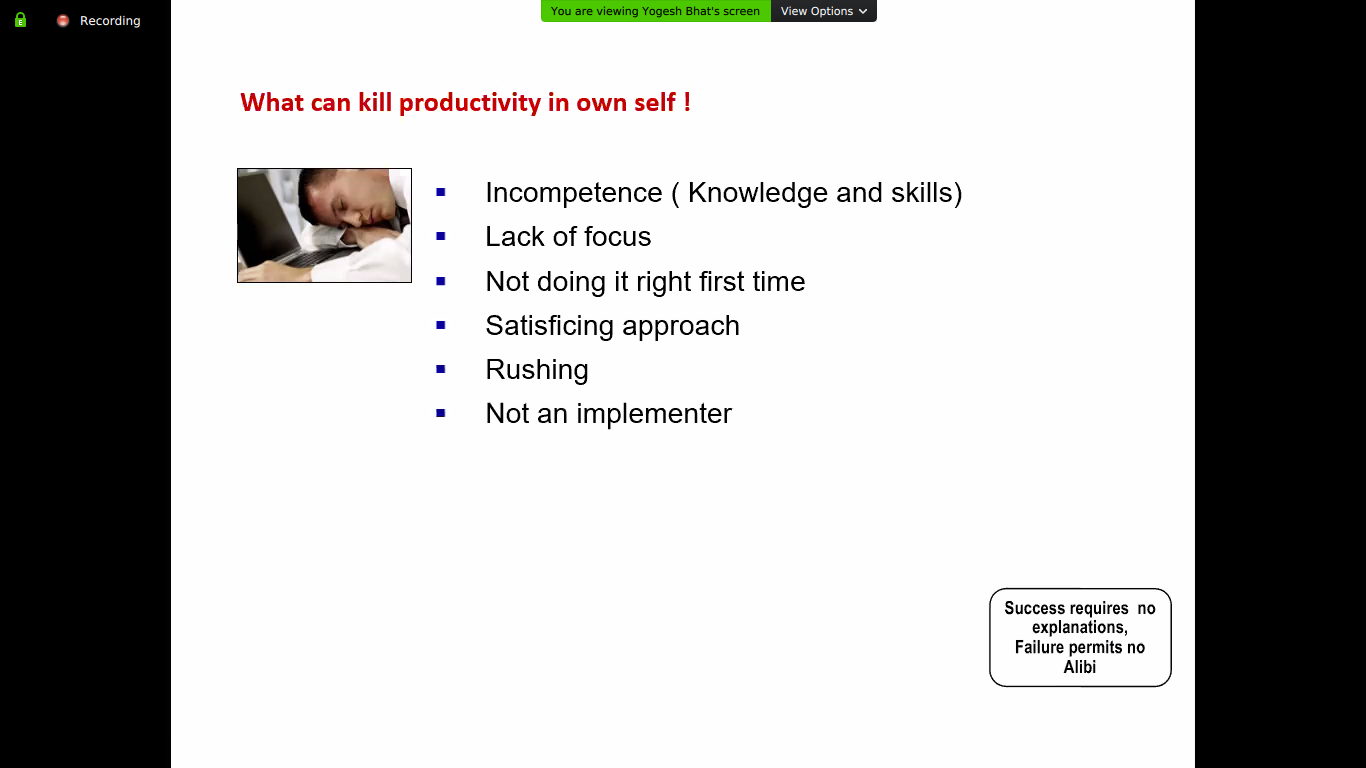 Recording
You are viewing Yogesh Bhat's screen
View Options
What can kill productivity in own self !
Incompetence ( Knowledge and skills)
Lack of focus
Not doing it right first time
Satisficing approach
Rushing
Not an implementer
Success requires no
explanations,
Failure permits no
Alibi